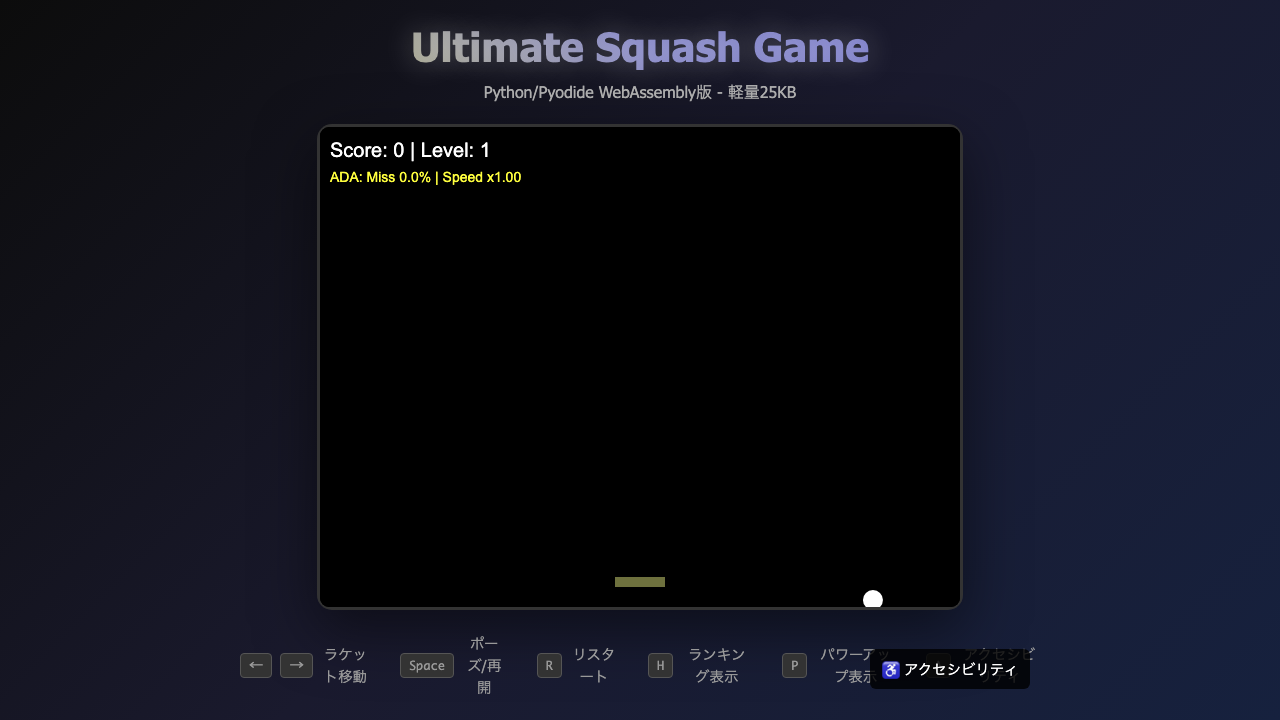 Ultimate Squash Game
Python/Pyodide WebAssembly版 - 軽量25KB
Score: 0 | Level: 1
ADA: Miss 0.0% | Speed x1.00
← → ラケッ
ト移動
Space ポー
ズ/再
開
R リスタ
ート
H ランキン
グ表示
P パワーアッ
プ表示
♿ アクセシビリティ